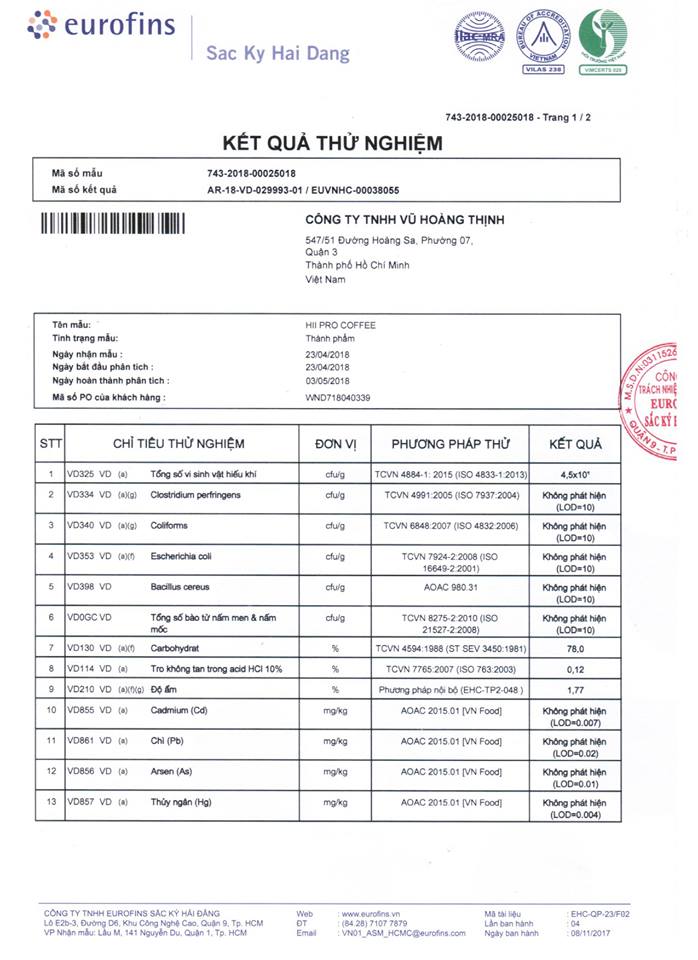 eurofins
Sac Ky Hai Dang
ilac-MRA
BUREAU OF ACCREDITATION
VIETNAM
VILAS 238
VIMCERTS 020
743-2018-00025018 - Trang 1 / 2
KẾT QUẢ THỬ NGHIỆM
Mã số mẫu 743-2018-00025018
Mã số kết quả AR-18-VD-029993-01 / EUVNHC-00038055
CÔNG TY TNHH VŨ HOÀNG THỊNH
547/51 Đường Hoàng Sa, Phường 07,
Quận 3
Thành phố Hồ Chí Minh
Việt Nam
Tên mẫu: HII PRO COFFEE
Tình trạng mẫu: Thành phẩm
Ngày nhận mẫu : 23/04/2018
Ngày bắt đầu phân tích : 23/04/2018
Ngày hoàn thành phân tích : 03/05/2018
Mã số PO của khách hàng : WND718040339
STT CHỈ TIÊU THỬ NGHIỆM ĐƠN VỊ PHƯƠNG PHÁP THỬ KẾT QUẢ
1 VD325 VD (a) Tổng số vi sinh vật hiếu khí cfu/g TCVN 4884-1: 2015 (ISO 4833-1:2013)
2 VD334 VD (a)(g) Clostridium perfringens cfu/g TCVN 4991:2005 (ISO 7937:2004) Không phát hiện
(LOD=10)
3 VD340 VD (a)(g) Coliforms cfu/g TCVN 6848:2007 (ISO 4832:2006) Không phát hiện
(LOD=10)
4 VD353 VD (a)(f) Escherichia coli cfu/g TCVN 7924-2:2008 (ISO Không phát hiện
16649-2:2001) (LOD=10)
5 VD398 VD Bacillus cereus cfu/g AOAC 980.31 Không phát hiện
(LOD=10)
6 VD0GC VD Tổng số bào tử nấm men & nấm cfu/g TCVN 8275-2:2010 (ISO Không phát hiện
mốc 21527-2:2008) (LOD=10)
7 VD130 VD (a)(f) Carbohydrat % TCVN 4594:1988 (ST SEV 3450:1981) 78,0
8 VD114 VD (a) Tro không tan trong acid HCl 10% % TCVN 7765:2007 (ISO 763:2003) 0,12
9 VD210 VD (a)(f)(g) Độ ẩm % Phương pháp nội bộ (EHC-TP2-048 ) 1,77
10 VD855 VD (a) Cadmium (Cd) mg/kg AOAC 2015.01 [VN Food] Không phát hiện
(LOD=0.007)
11 VD861 VD (a) Chì (Pb) mg/kg AOAC 2015.01 [VN Food] Không phát hiện
(LOD=0.02)
12 VD856 VD (a) Arsen (As) mg/kg AOAC 2015.01 [VN Food] Không phát hiện
(LOD=0.01)
13 VD857 VD (a) Thủy ngân (Hg) mg/kg AOAC 2015.01 [VN Food] Không phát hiện
(LOD=0.004)
CÔNG TY TNHH EUROFINS SẮC KÝ HẢI ĐĂNG Web : www.eurofins.vn Mã tài liệu : EHC-QP-23/F02
Lô E2b-3, Đường D6, Khu Công Nghệ Cao, Quận 9, Tp. HCM ĐT : (84.28) 7107 7879 Lần ban hành : 04
VP Nhận mẫu: Lầu M, 141 Nguyễn Du, Quận 1, Tp. HCM Email : VN01_ASM_HCMC@eurofins.com Ngày ban hành : 08/11/2017